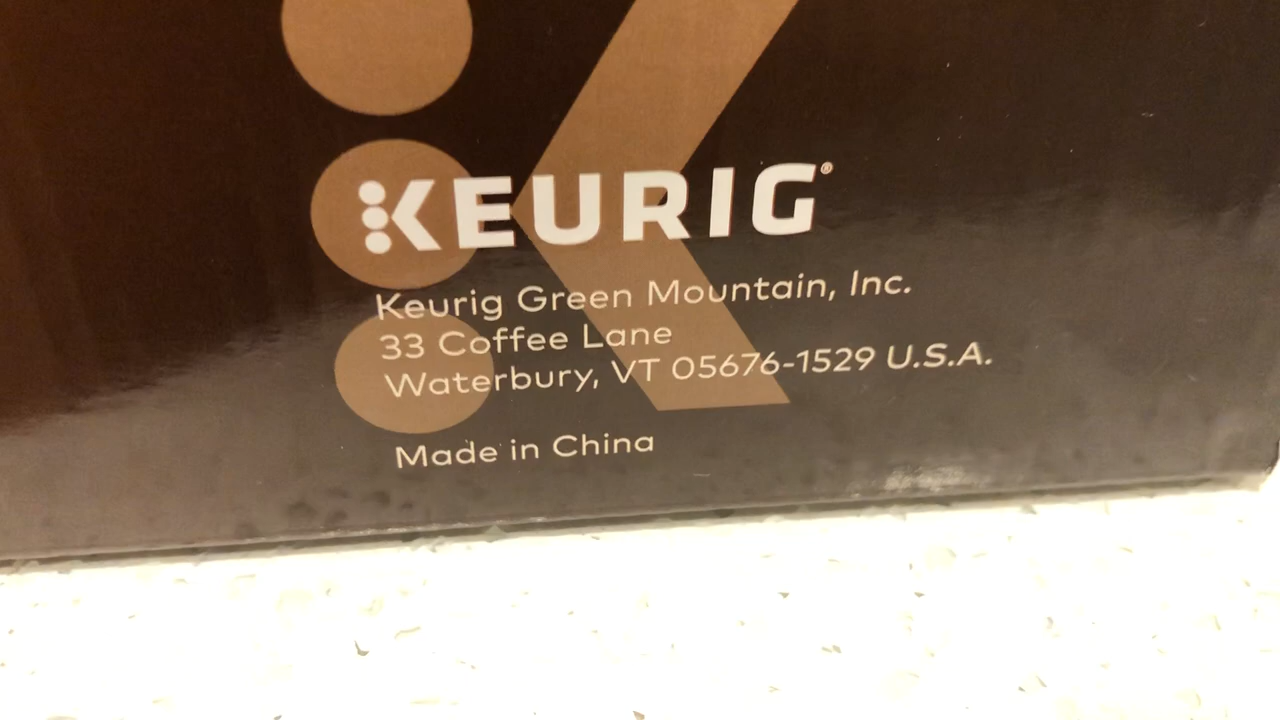 KEURIG®
Keurig Green Mountain, Inc.
33 Coffee Lane
Waterbury, VT 05676-1529 U.S.A.
Made in China